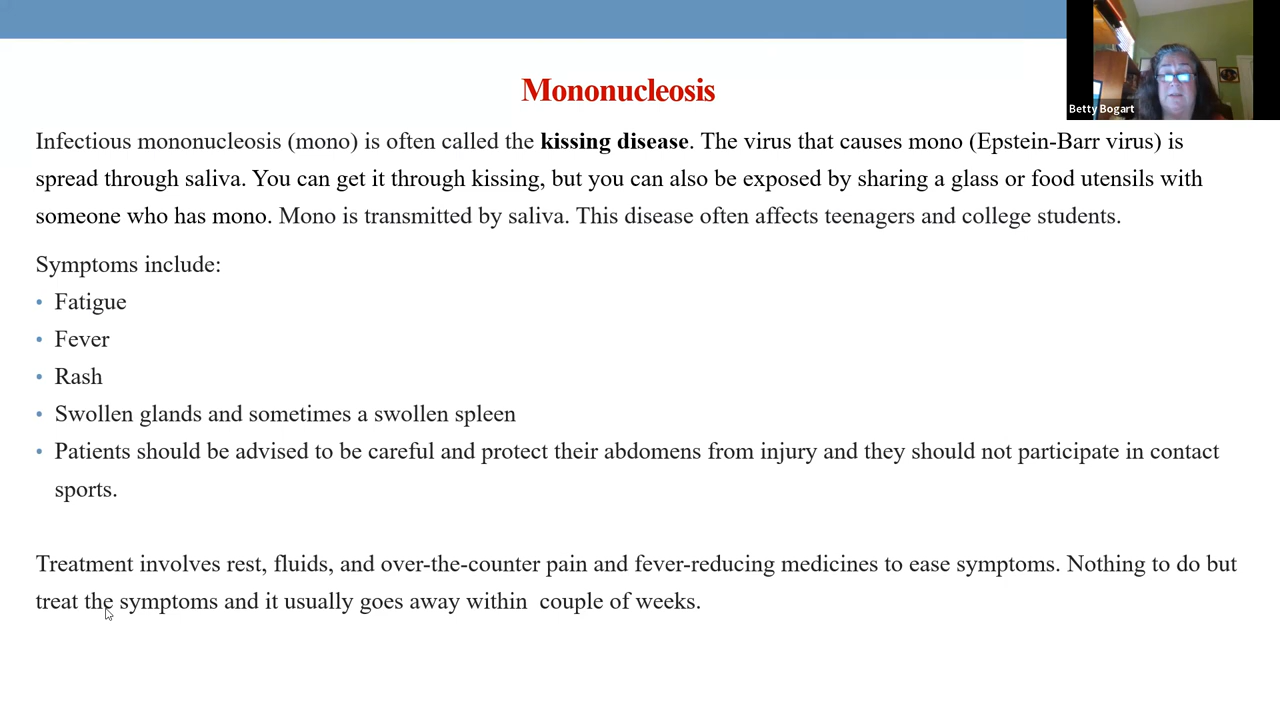 Mononucleosis
Betty Bogart
Infectious mononucleosis (mono) is often called the kissing disease. The virus that causes mono (Epstein-Barr virus) is
spread through saliva. You can get it through kissing, but you can also be exposed by sharing a glass or food utensils with
someone who has mono. Mono is transmitted by saliva. This disease often affects teenagers and college students.
Symptoms include:
• Fatigue
• Fever
• Rash
• Swollen glands and sometimes a swollen spleen
• Patients should be advised to be careful and protect their abdomens from injury and they should not participate in contact
sports.
Treatment involves rest, fluids, and over-the-counter pain and fever-reducing medicines to ease symptoms. Nothing to do but
treat the symptoms and it usually goes away within  couple of weeks.